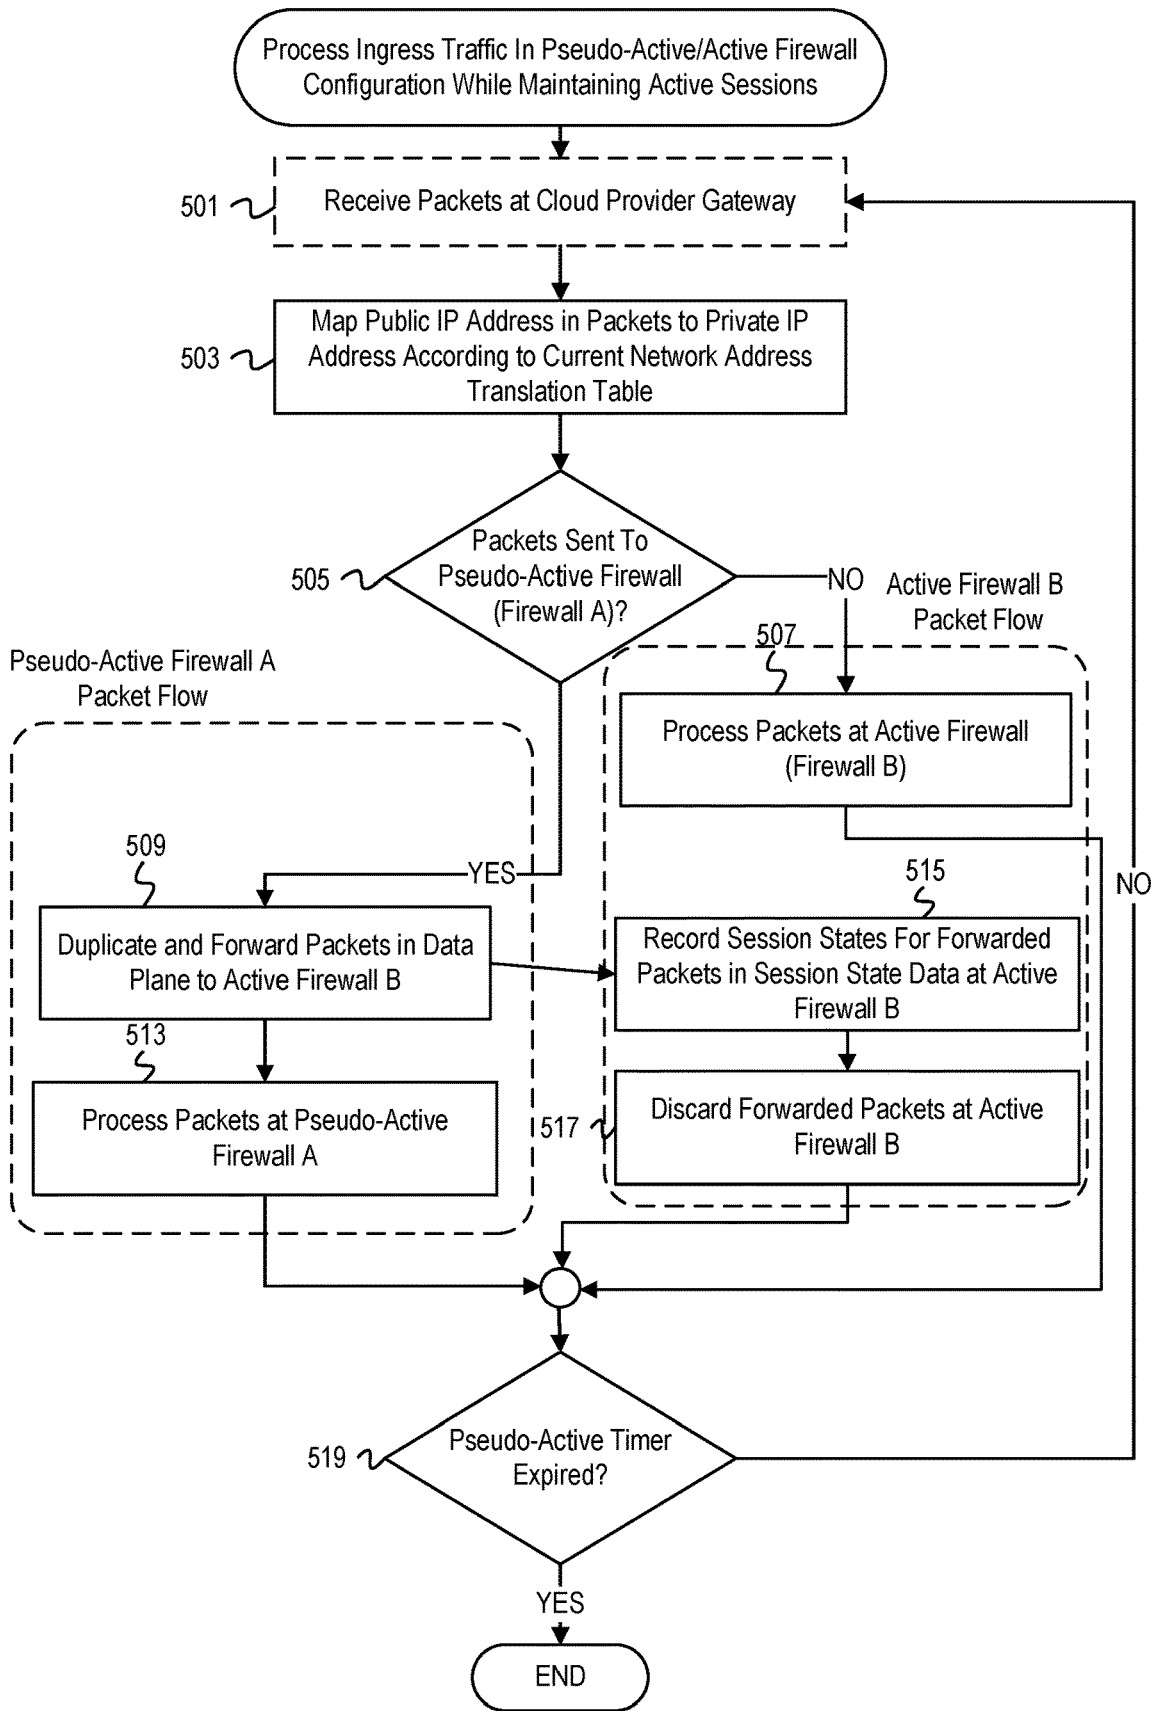 Process Ingress Traffic In Pseudo-Active/Active Firewall
Configuration While Maintaining Active Sessions
501
Receive Packets at Cloud Provider Gateway
503
Map Public IP Address in Packets to Private IP
Address According to Current Network Address
Translation Table
505
Packets Sent To
Pseudo-Active Firewall
(Firewall A)?
NO
Active Firewall B
Packet Flow
507
Process Packets at Active Firewall
(Firewall B)
Pseudo-Active Firewall A
Packet Flow
YES
509
Duplicate and Forward Packets in Data
Plane to Active Firewall B
513
Process Packets at Pseudo-Active
Firewall A
515
Record Session States For Forwarded
Packets in Session State Data at Active
Firewall B
517
Discard Forwarded Packets at Active
Firewall B
NO
519
Pseudo-Active Timer
Expired?
YES
END